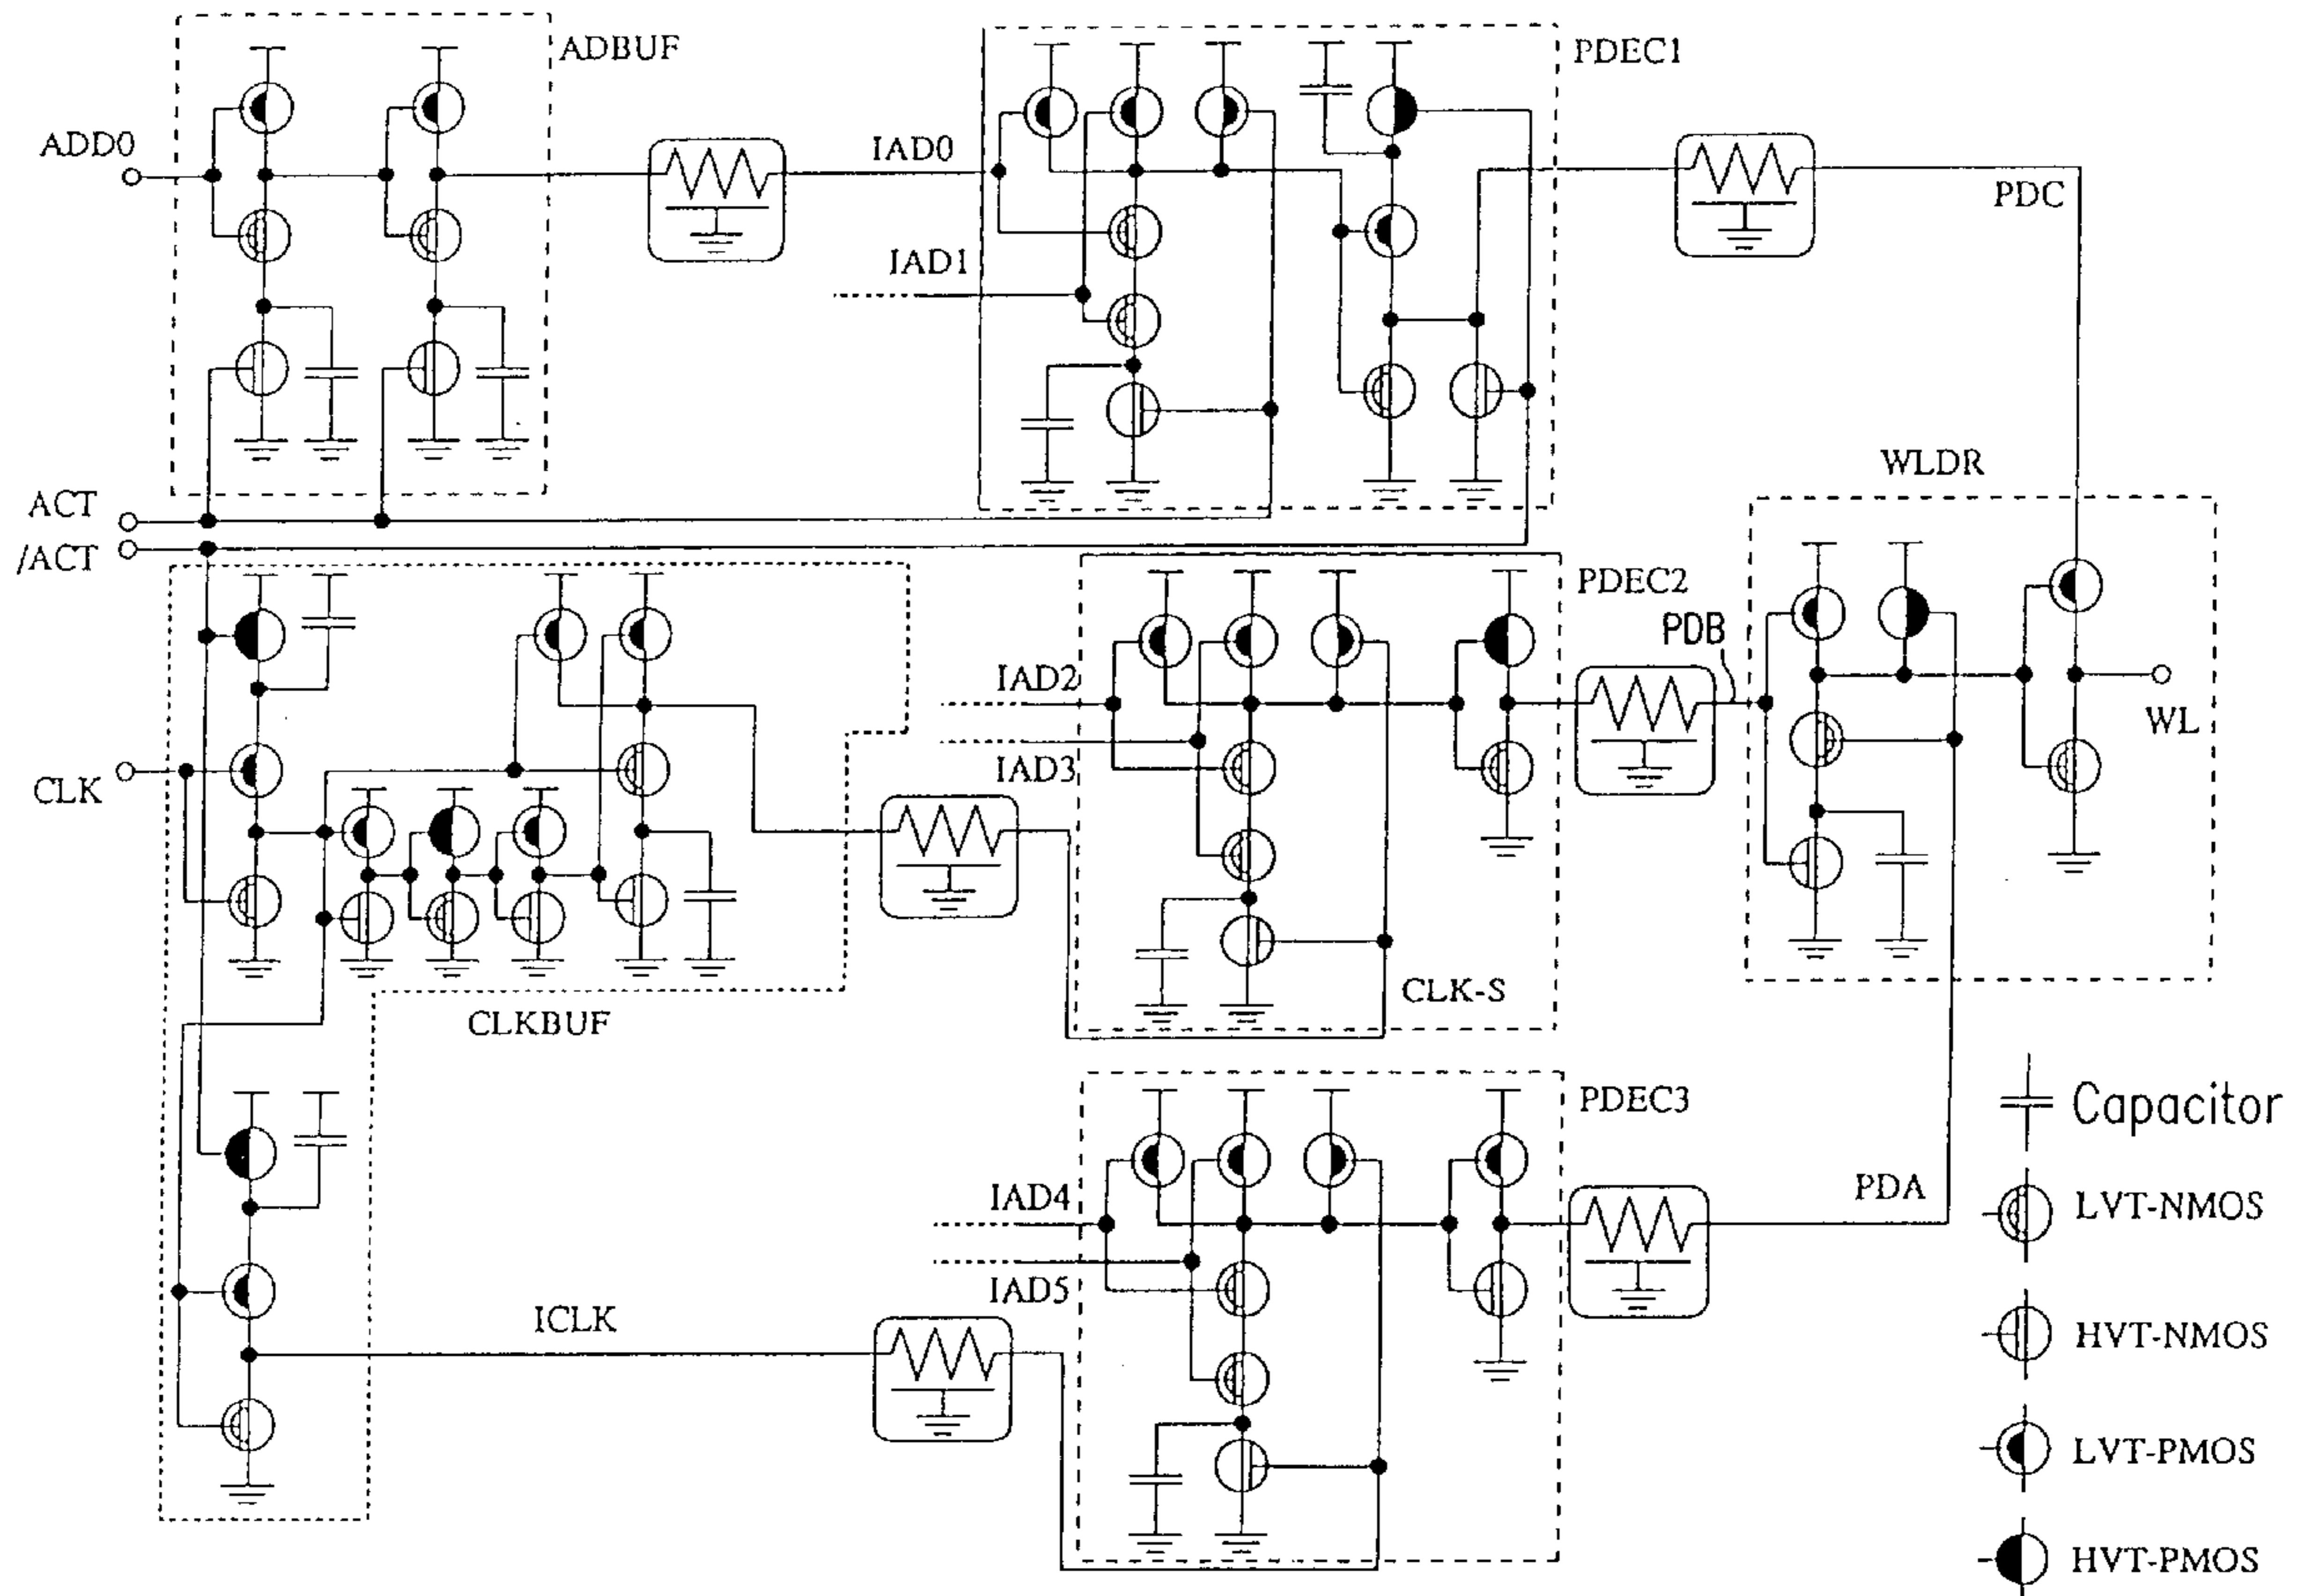 ADBUF
PDEC1
ADD0
IAD0
PDC
IAD1
WLDR
ACT
/ACT
PDEC2
PDB
IAD2
WL
IAD3
CLK
CLK-S
CLKBUF
PDEC3
Capacitor
IAD4
PDA
LVT-NMOS
IAD5
ICLK
HVT-NMOS
LVT-PMOS
HVT-PMOS